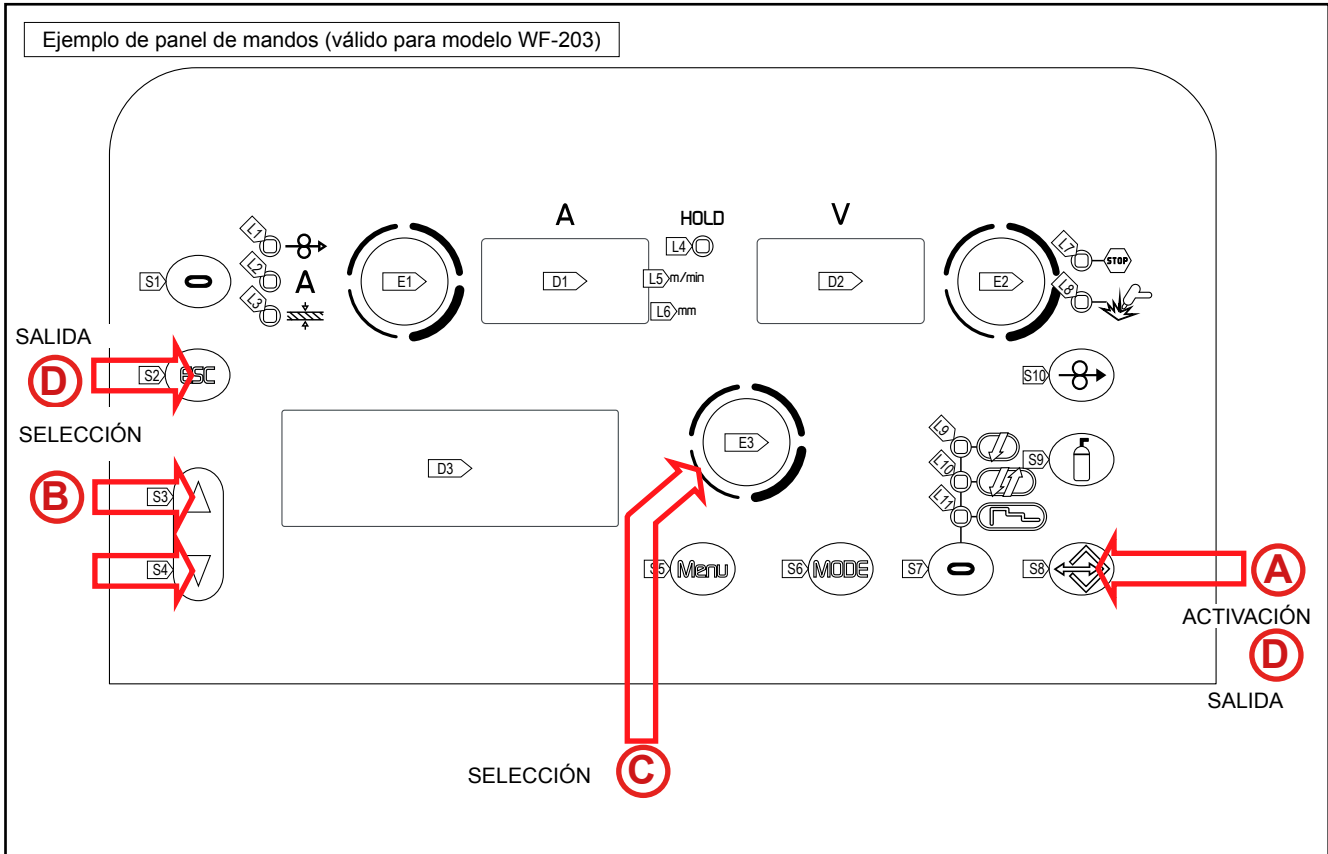 Ejemplo de panel de mandos (válido para modelo WF-203)
A
HOLD
V
L1
L2
A
L3
S1
E1
D1
L4
L5 m/min
L6 mm
D2
E2
L7
STOP
L8
SALIDA
D
S2
esc
S10
SELECCIÓN
B
S3
S4
D3
E3
L9
L10
L11
S9
S5
Menu
S6
MODE
S7
S8
A
ACTIVACIÓN
D
SALIDA
SELECCIÓN
C